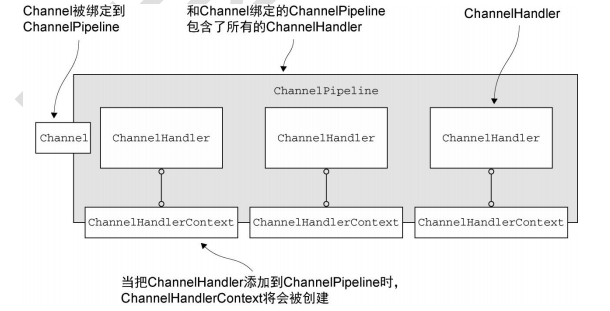 Channel被绑定到
ChannelPipeline
和Channel绑定的ChannelPipeline
包含了所有的ChannelHandler
ChannelHandler
ChannelPipeline
Channel
ChannelHandler
ChannelHandler
ChannelHandler
ChannelHandlerContext
ChannelHandlerContext
ChannelHandlerContext
当把ChannelHandler添加到ChannelPipeline时，
ChannelHandlerContext将会被创建